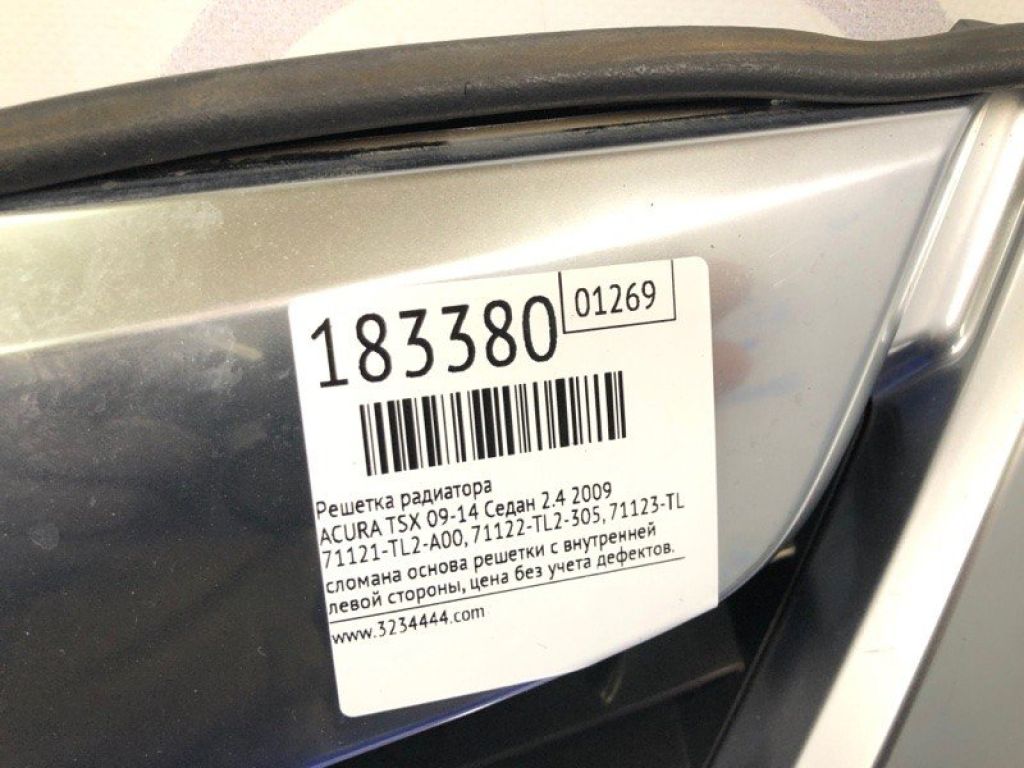 183380
01269
Решетка радиатора
ACURA TSX 09-14 Седан 2.4 2009
71121-TL2-A00, 71122-TL2-305, 71123-TL
сломана основа решетки с внутренней
левой стороны, цена без учета дефектов.
www.3234444.com